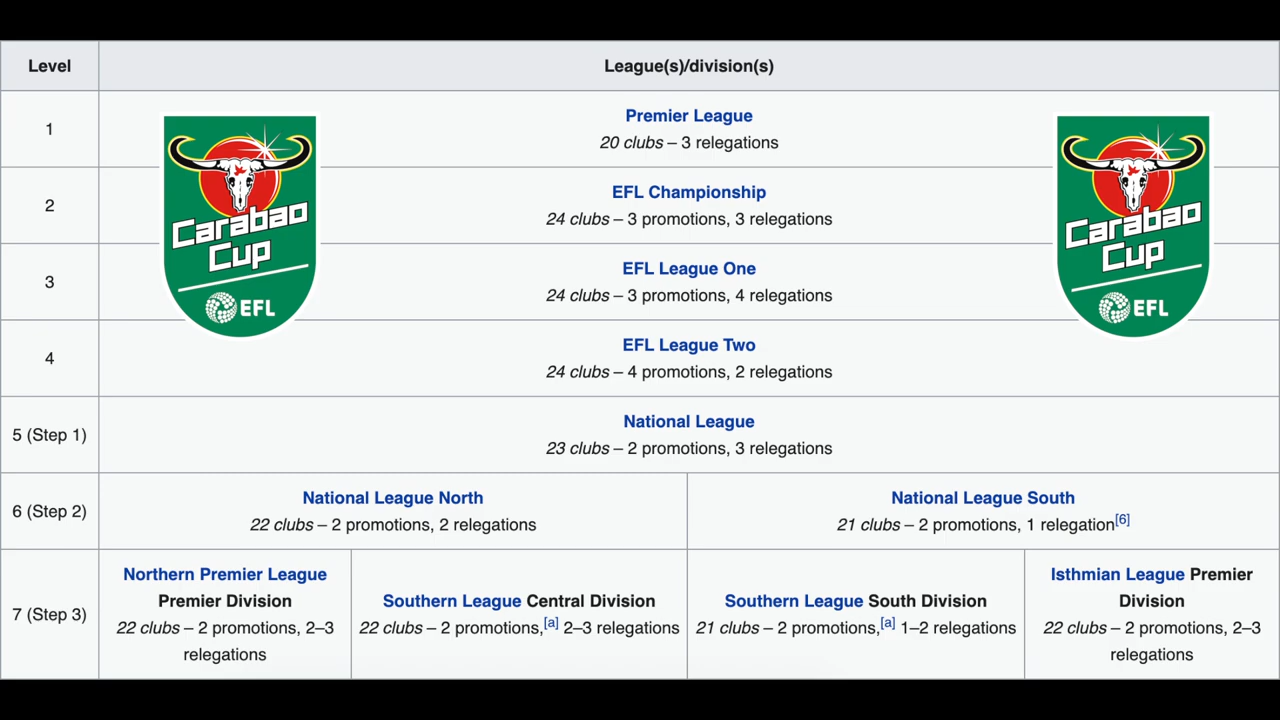 Level
League(s)/division(s)
1
Premier League
20 clubs – 3 relegations
2
EFL Championship
24 clubs – 3 promotions, 3 relegations
3
EFL League One
24 clubs – 3 promotions, 4 relegations
4
EFL League Two
24 clubs – 4 promotions, 2 relegations
Carabao
Cup
EFL
Carabao
Cup
EFL
5 (Step 1)
National League
23 clubs – 2 promotions, 3 relegations
6 (Step 2)
National League North
22 clubs – 2 promotions, 2 relegations
National League South
21 clubs – 2 promotions, 1 relegation[6]
7 (Step 3)
Northern Premier League
Premier Division
22 clubs – 2 promotions, 2–3
relegations
Southern League Central Division
22 clubs – 2 promotions,[a] 2–3 relegations
Southern League South Division
21 clubs – 2 promotions,[a] 1–2 relegations
Isthmian League Premier
Division
22 clubs – 2 promotions, 2–3
relegations